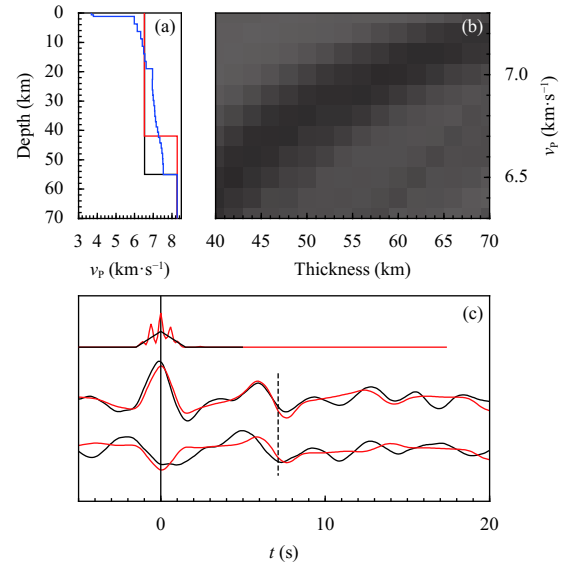 0
10
20
30
40
50
60
70
Depth (km)
(a)
3 4 5 6 7 8
vP (km·s−1)
(b)
7.0
6.5
vP (km·s−1)
40 45 50 55 60 65 70
Thickness (km)
(c)
0 10 20
t (s)